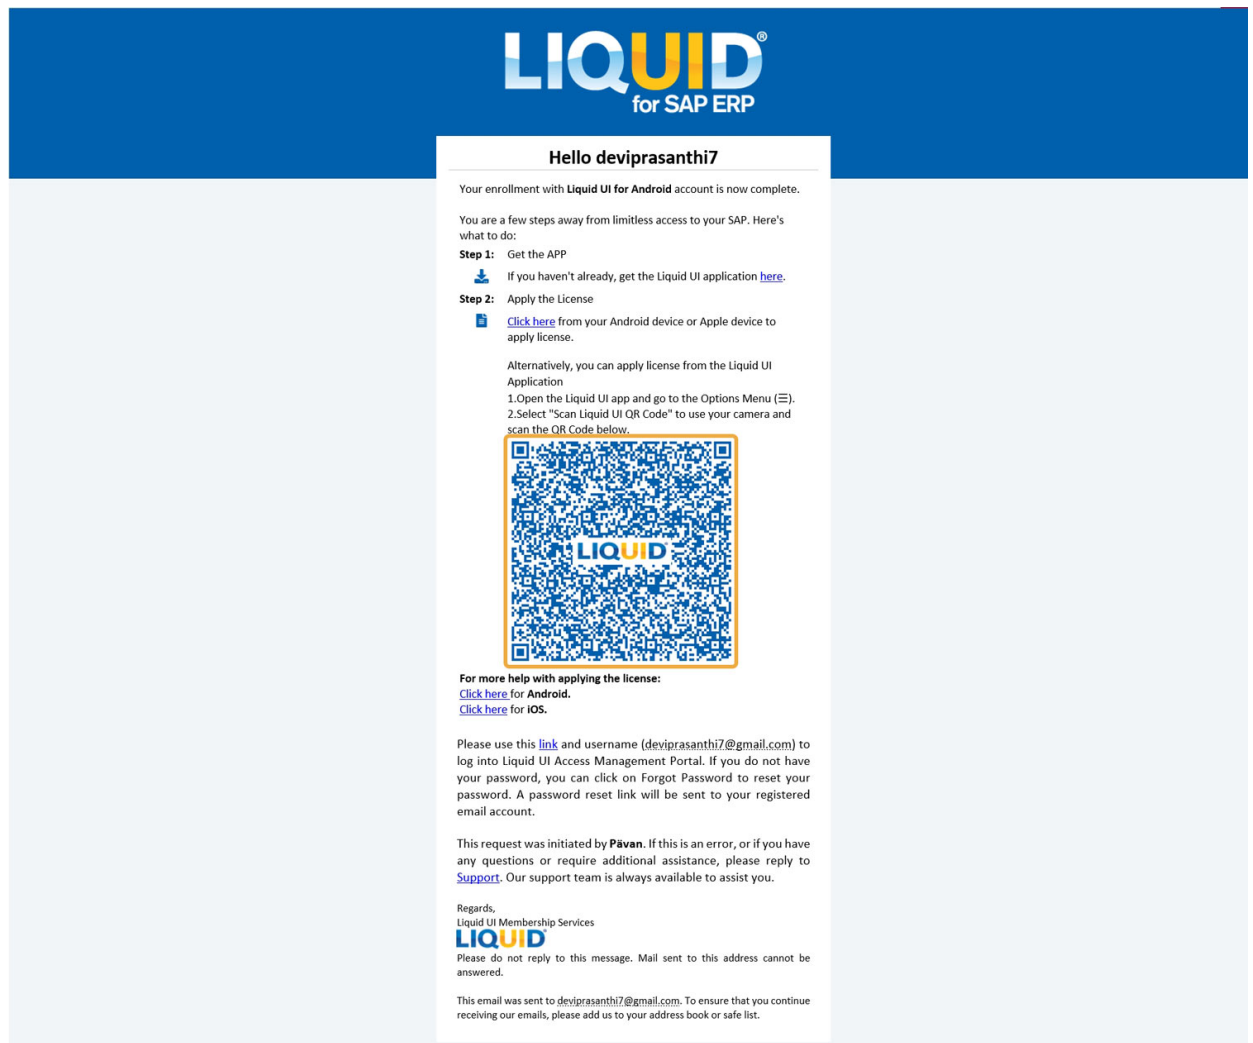 LIQUID®
for SAP ERP
Hello deviprasanthi7
Your enrollment with Liquid UI for Android account is now complete.
You are a few steps away from limitless access to your SAP. Here's
what to do:
Step 1: Get the APP
If you haven't already, get the Liquid UI application here.
Step 2: Apply the License
Click here from your Android device or Apple device to
apply license.
Alternatively, you can apply license from the Liquid UI
Application
1.Open the Liquid UI app and go to the Options Menu (☰).
2.Select "Scan Liquid UI QR Code" to use your camera and
scan the QR Code below.
LIQUID
For more help with applying the license:
Click here for Android.
Click here for iOS.
Please use this link and username (deviprasanthi7@gmail.com) to
log into Liquid UI Access Management Portal. If you do not have
your password, you can click on Forgot Password to reset your
password. A password reset link will be sent to your registered
email account.
This request was initiated by Pävan. If this is an error, or if you have
any questions or require additional assistance, please reply to
Support. Our support team is always available to assist you.
Regards,
Liquid UI Membership Services
LIQUID
Please do not reply to this message. Mail sent to this address cannot be
answered.
This email was sent to deviprasanthi7@gmail.com. To ensure that you continue
receiving our emails, please add us to your address book or safe list.